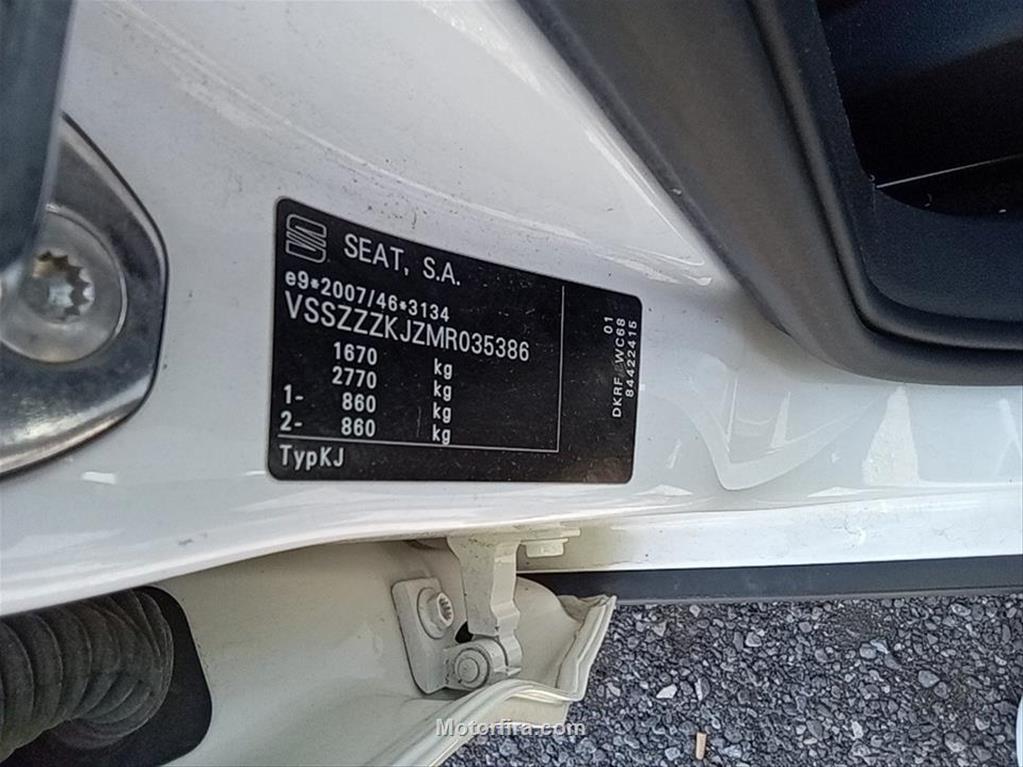 SEAT, S.A.
e9*2007/46*3134
VSSZZZKJZMR035386
1670 kg
2770 kg
1- 860 kg
2- 860 kg
TypKJ
DKRF WC68 01
84422415
Motorfira.com